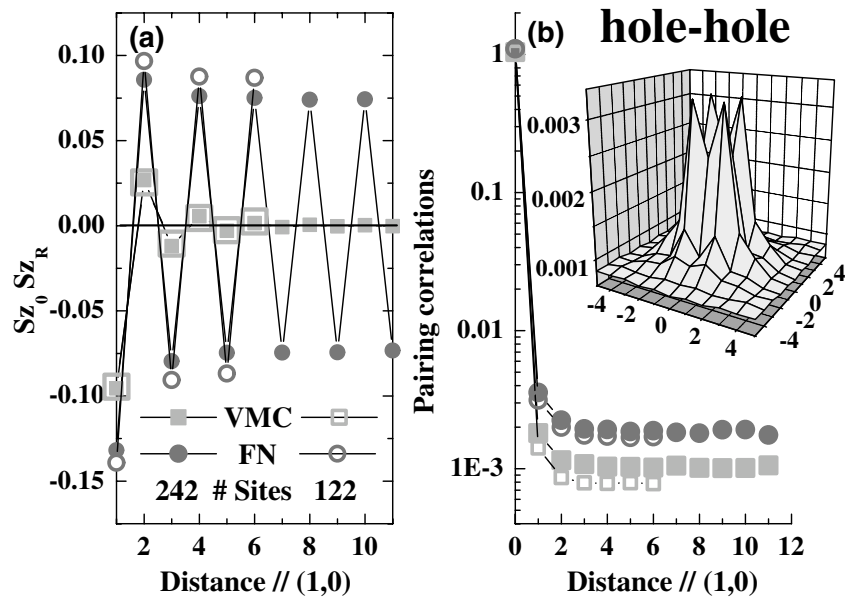 hole-hole
(a)
0.10
0.05
0.00
-0.05
-0.10
-0.15
Sz0 SzR
VMC
FN
242 # Sites 122
2 4 6 8 10
Distance // (1,0)
(b)
1
0.1
0.01
1E-3
Pairing correlations
0.003
0.002
0.001
-4 -2 0 2 4
-4 -2 0 2 4
0 2 4 6 8 10 12
Distance // (1,0)